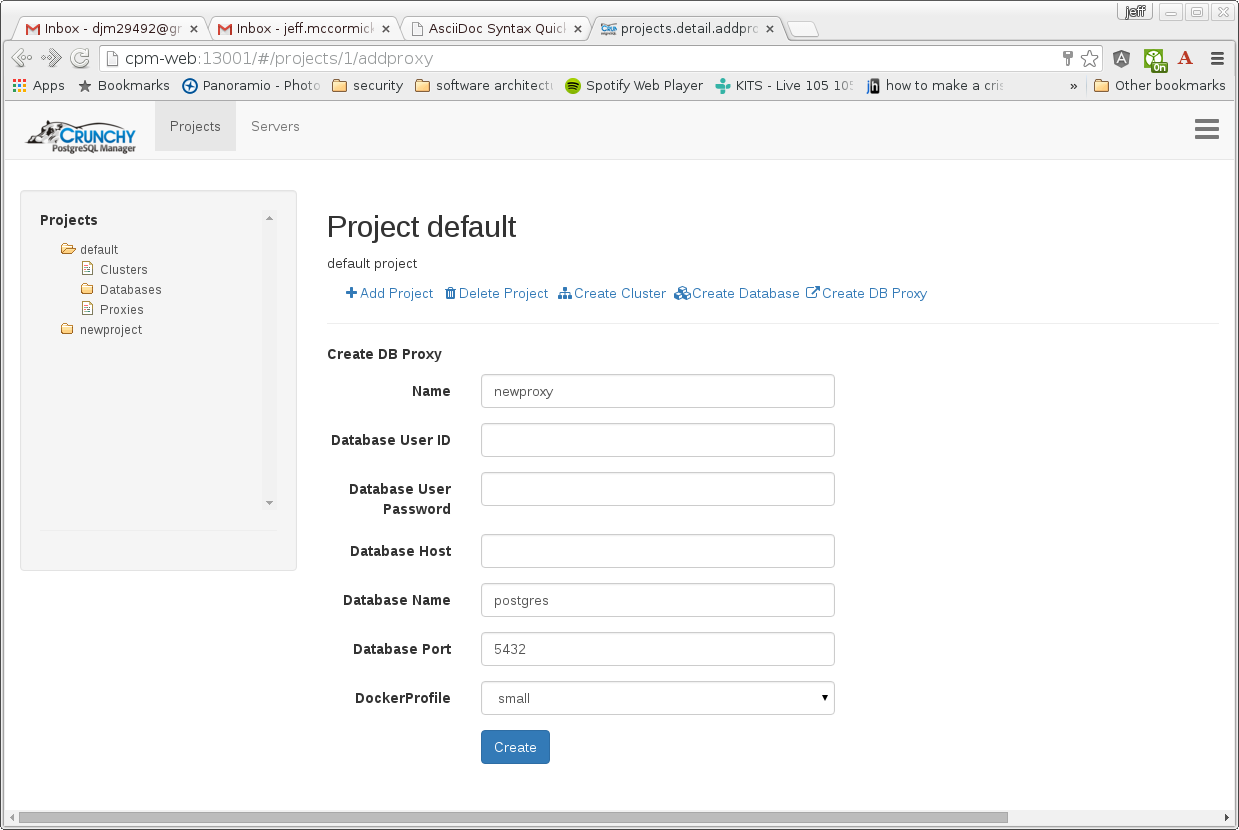 jeff
Inbox - djm29492@gr
Inbox - jeff.mccormick
AsciiDoc Syntax Quick
projects.detail.addpro
cpm-web:13001/#/projects/1/addproxy
On
Apps
Bookmarks
Panoramio - Photo
security
software architectu
Spotify Web Player
KITS - Live 105 105
how to make a cris
»
Other bookmarks
CRUNCHY
PostgreSQL Manager
Projects
Servers
Projects
default
Clusters
Databases
Proxies
newproject
Project default
default project
Add Project Delete Project Create Cluster Create Database Create DB Proxy
Create DB Proxy
Name newproxy
Database User ID
Database User
Password
Database Host
Database Name postgres
Database Port 5432
DockerProfile small
Create